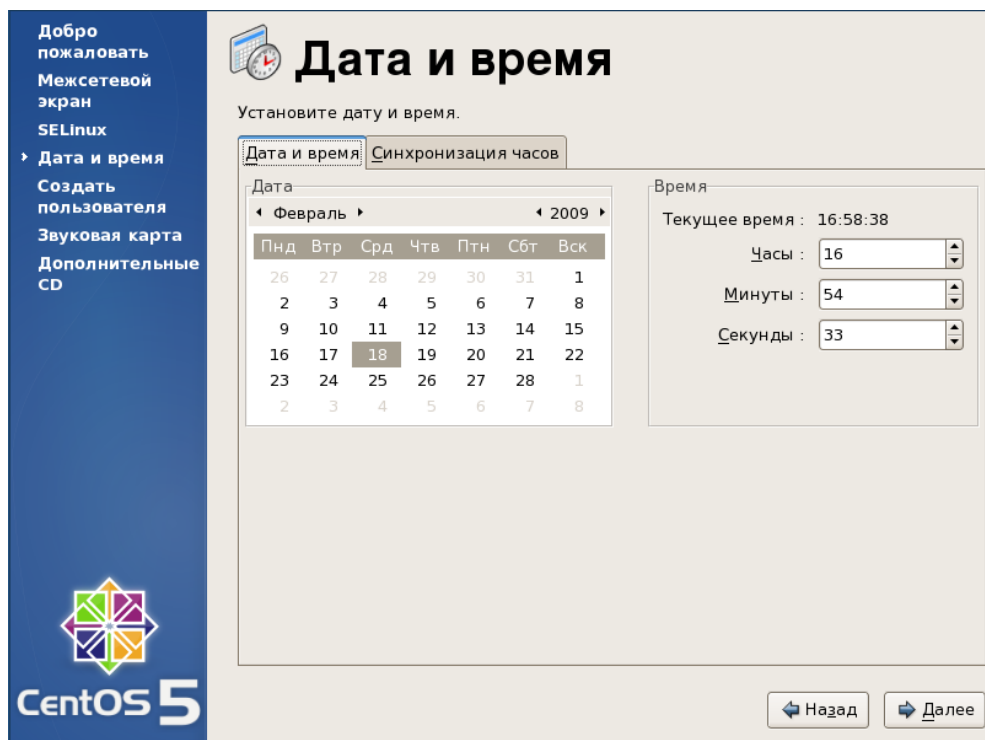 Добро
пожаловать
Межсетевой
экран
SELinux
Дата и время
Создать
пользователя
Звуковая карта
Дополнительные
CD
CentOS 5
Дата и время
Установите дату и время.
Дата и время Синхронизация часов
Дата
Февраль 2009
Пнд Втр Срд Чтв Птн Сбт Вск
26 27 28 29 30 31 1
2 3 4 5 6 7 8
9 10 11 12 13 14 15
16 17 18 19 20 21 22
23 24 25 26 27 28 1
2 3 4 5 6 7 8
Время
Текущее время : 16:58:38
Часы : 16
Минуты : 54
Секунды : 33
Назад Далее